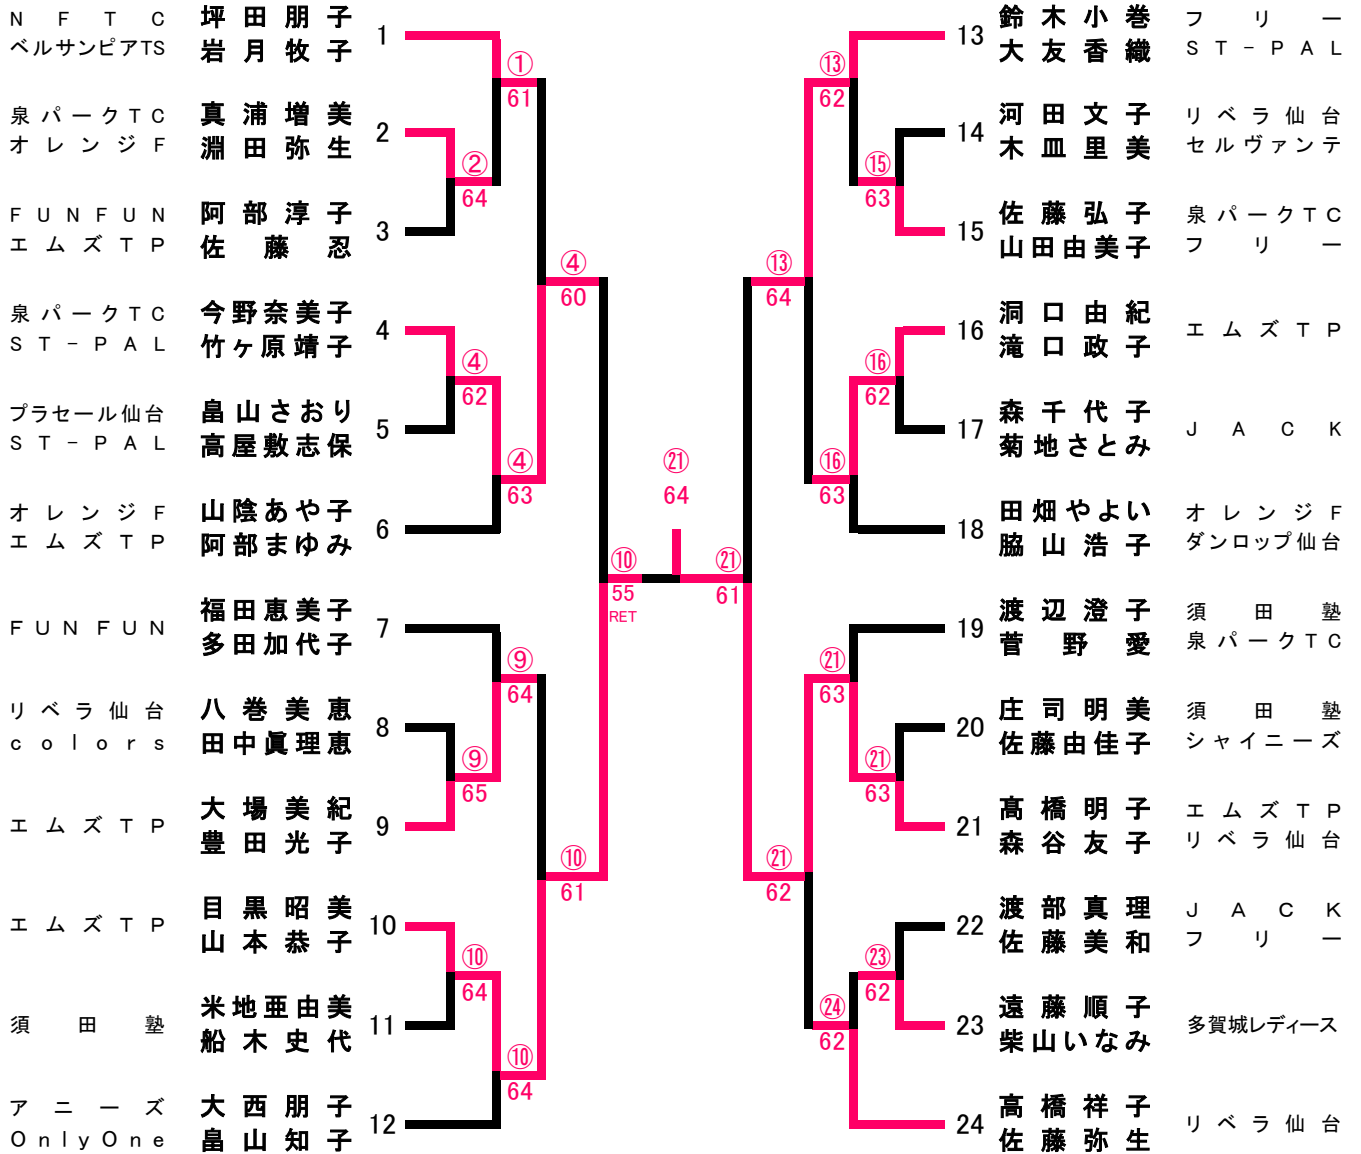 N F T C 坪田朋子
ベルサンピアTS 岩月牧子 1
泉パークTC 真浦増美
オレンジF 淵田弥生 2
FUNFUN 阿部淳子
エムズTP 佐藤忍 3
泉パークTC 今野奈美子
ST-PAL 竹ヶ原靖子 4
プラセール仙台 畠山さおり
ST-PAL 高屋敷志保 5
オレンジF 山陰あや子
エムズTP 阿部まゆみ 6
福田恵美子
FUNFUN 7
多田加代子
リベラ仙台 八巻美恵
colors 田中眞理恵 8
大場美紀
エムズTP 9
豊田光子
目黒昭美
エムズTP 10
山本恭子
米地亜由美
須田塾 11
船木史代
アニーズ 大西朋子
OnlyOne 畠山知子 12
①
61
②
64
④
60
④
62
④
63
⑨
64
⑨
65
⑩
61
⑩
64
⑩
64
⑩
55
RET
㉑
64
㉑
61
⑬
62
⑮
63
⑬
64
⑯
62
⑯
63
㉑
63
㉑
63
㉑
62
㉓
62
㉔
62
鈴木小巻 フリー
13 大友香織 ST-PAL
河田文子 リベラ仙台
14 木皿里美 セルヴァンテ
佐藤弘子 泉パークTC
15 山田由美子 フリー
洞口由紀
16 エムズTP
滝口政子
森千代子
17 JACK
菊地さとみ
田畑やよい オレンジF
18 脇山浩子 ダンロップ仙台
渡辺澄子 須田塾
19 菅野愛 泉パークTC
庄司明美 須田塾
20 佐藤由佳子 シャイニーズ
髙橋明子 エムズTP
21 森谷友子 リベラ仙台
渡部真理 JACK
22 佐藤美和 フリー
遠藤順子
23 多賀城レディース
柴山いなみ
高橋祥子
24 リベラ仙台
佐藤弥生